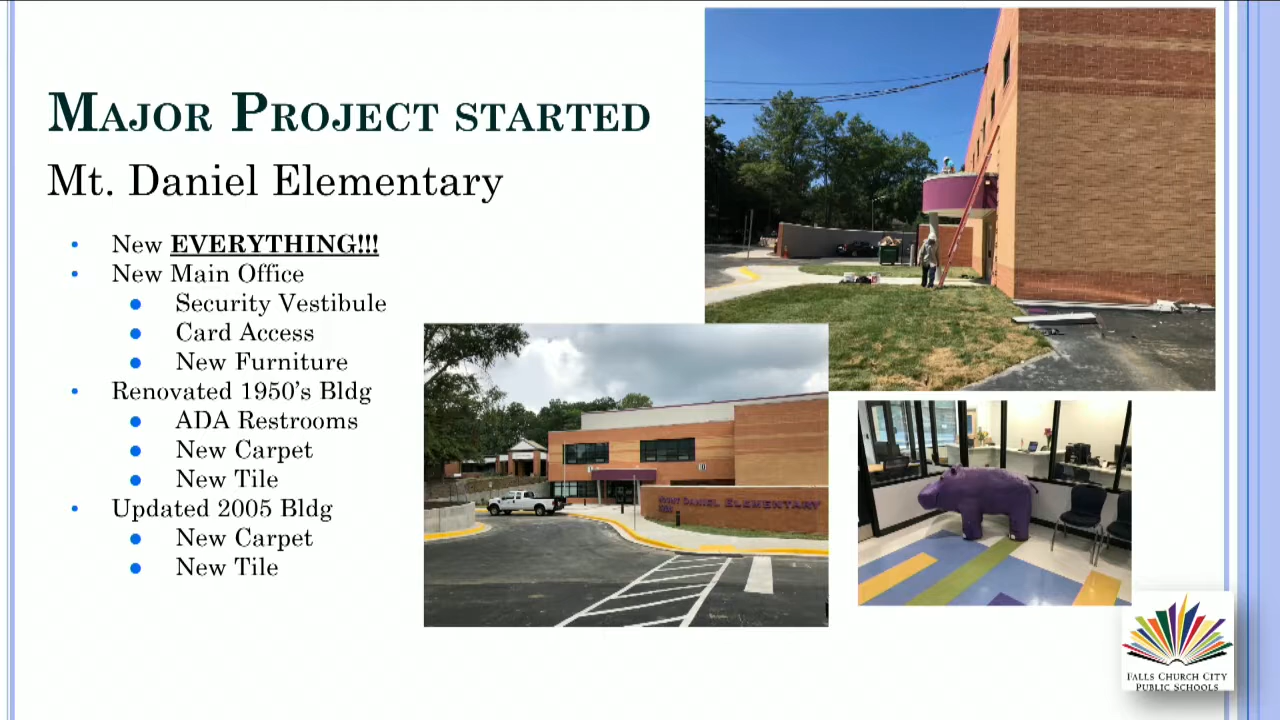 Major Project started
Mt. Daniel Elementary
New EVERYTHING!!!
New Main Office
Security Vestibule
Card Access
New Furniture
Renovated 1950's Bldg
ADA Restrooms
New Carpet
New Tile
Updated 2005 Bldg
New Carpet
New Tile
Daniel Elementary
Falls Church City
Public Schools